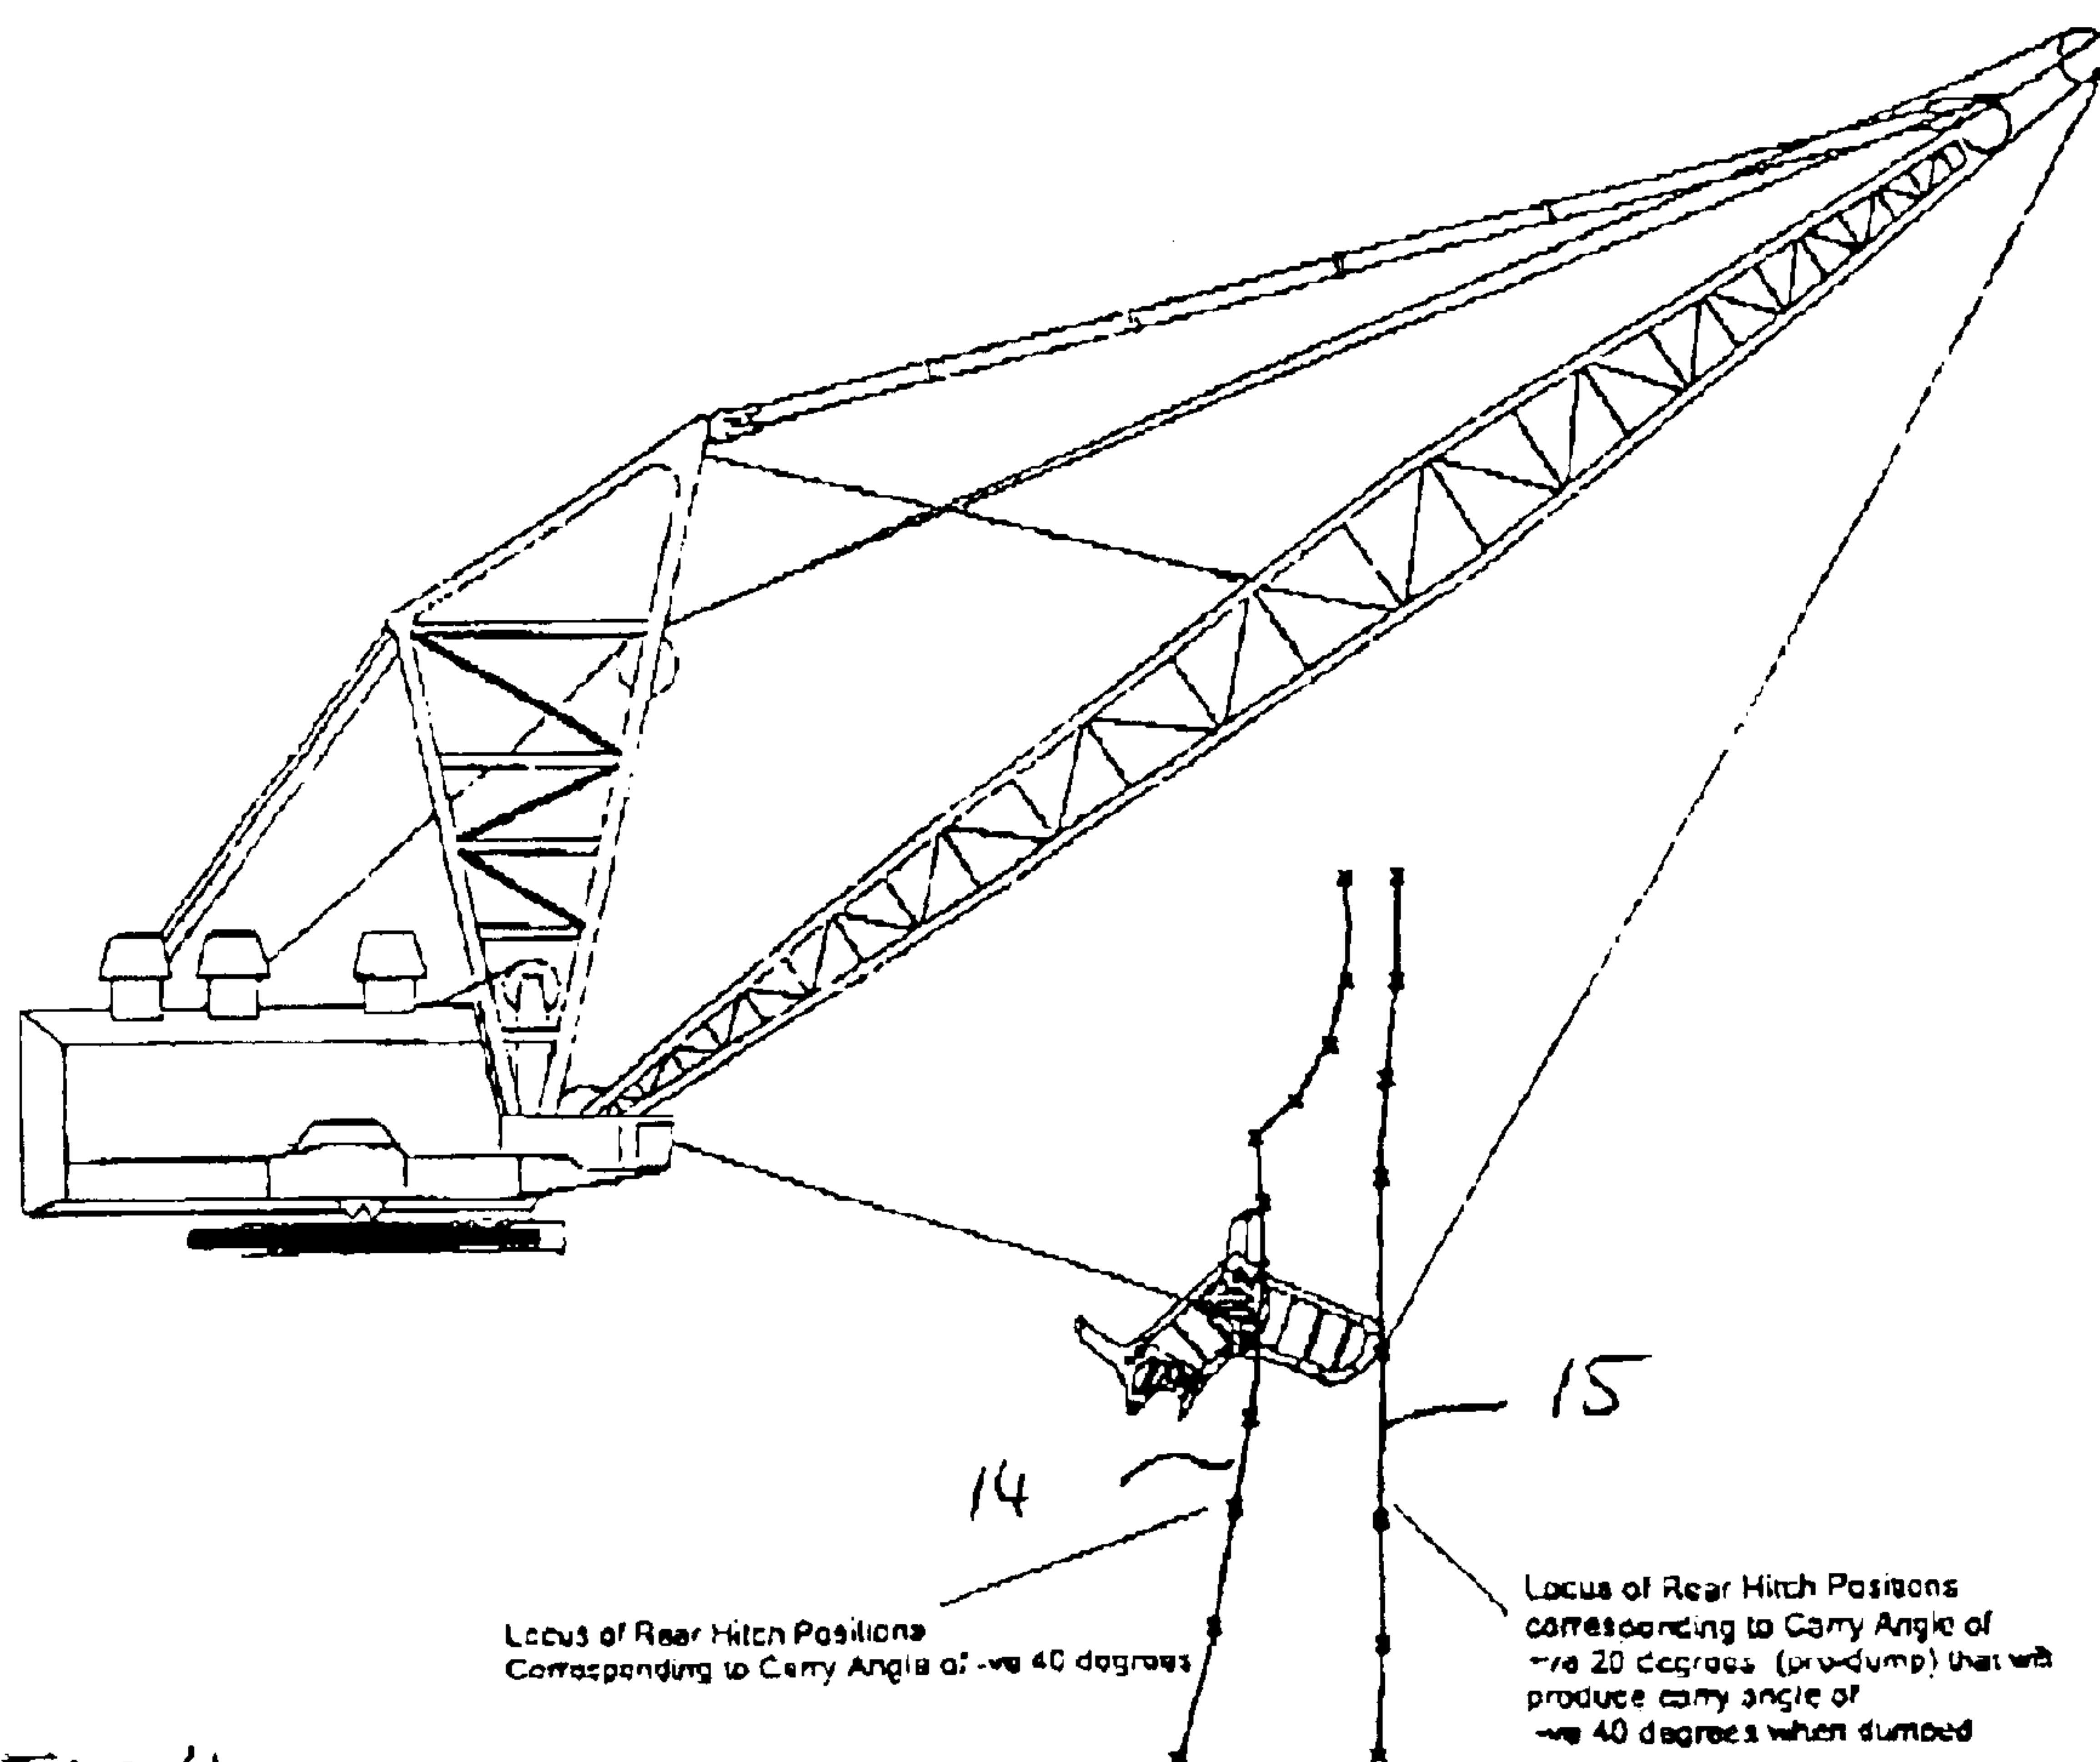 15
14
Locus of Rear Hitch Positions
Corresponding to Carry Angle of -ve 40 degrees
Locus of Rear Hitch Positions
corresponding to Carry Angle of
20 degrees (pre-dump) that will
produce carry angle of
-ve 40 degrees when dumped